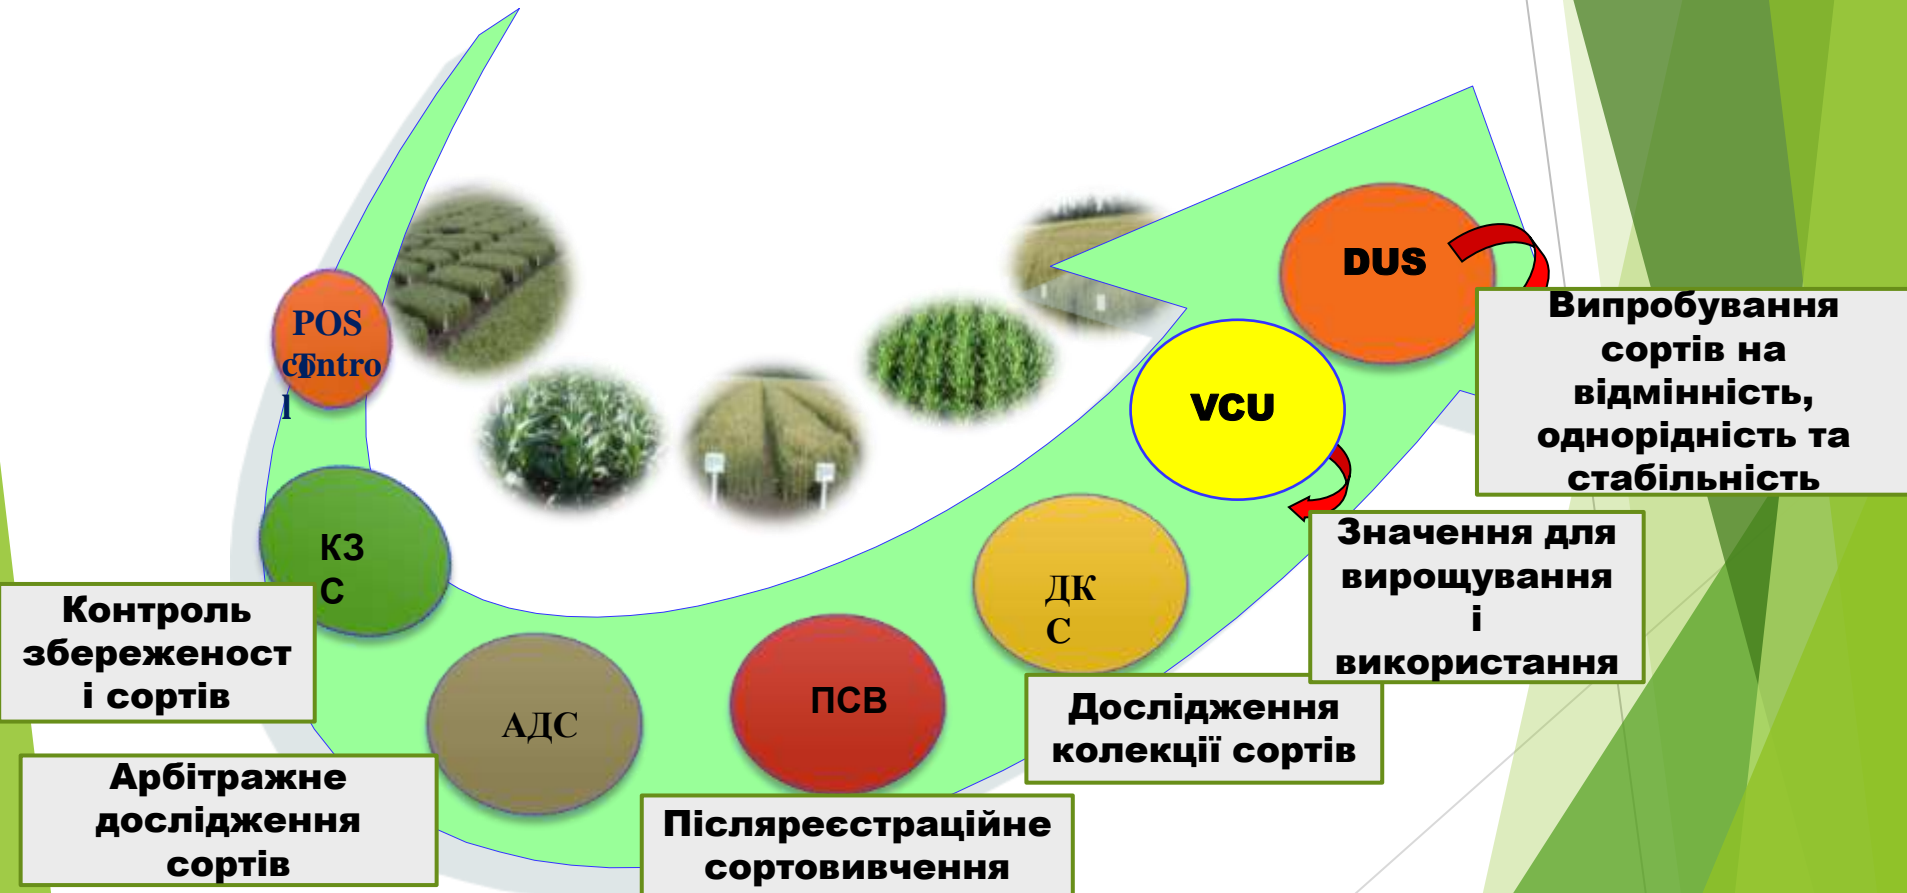 DUS
Випробування
сортів на
відмінність,
однорідність та
стабільність
VCU
Значення для
вирощування
і
використання
ДК
С
Дослідження
колекції сортів
ПСВ
Післяреєстраційне
сортовивчення
АДС
Арбітражне
дослідження
сортів
КЗ
С
Контроль
збереженост
і сортів
POS
T
contro
l